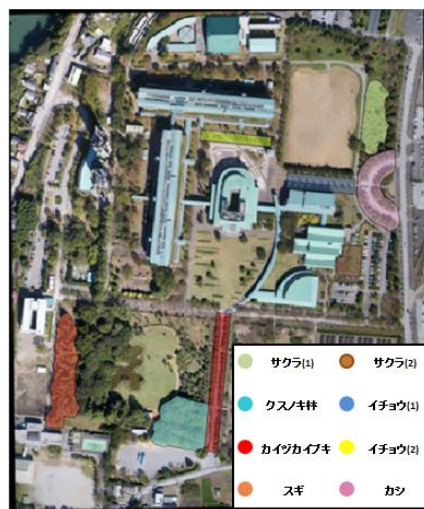 サクラ(1) サクラ(2)
クスノキ林 イチョウ(1)
カイヅカイブキ イチョウ(2)
スギ カシ